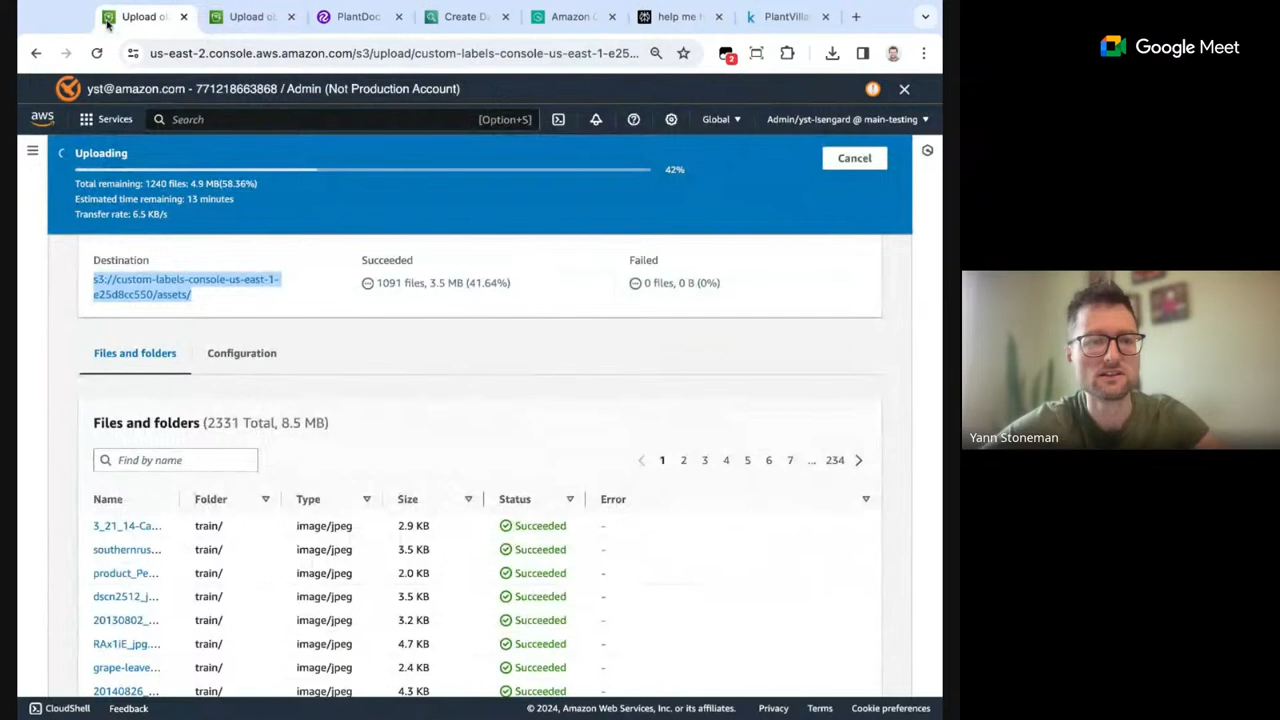 Upload o
Upload ob
PlantDoc
Create Da
Amazon C
help me h
PlantVilla
us-east-2.console.aws.amazon.com/s3/upload/custom-labels-console-us-east-1-e25...
2
Google Meet
yst@amazon.com - 771218663868 / Admin (Not Production Account)
aws
Services
Search
[Option+S]
Global
Admin/yst-Isengard @ main-testing
Uploading
42%
Cancel
Total remaining: 1240 files: 4.9 MB(58.36%)
Estimated time remaining: 13 minutes
Transfer rate: 6.5 KB/s
Destination
Succeeded
Failed
s3://custom-labels-console-us-east-1-
e25d8cc550/assets/
1091 files, 3.5 MB (41.64%)
0 files, 0 B (0%)
Files and folders
Configuration
Files and folders (2331 Total, 8.5 MB)
Find by name
1 2 3 4 5 6 7 ... 234
Name Folder Type Size Status Error
3_21_14-Ca... train/ image/jpeg 2.9 KB Succeeded -
southernrus... train/ image/jpeg 3.5 KB Succeeded -
product_Pe... train/ image/jpeg 2.0 KB Succeeded -
dscn2512_j... train/ image/jpeg 3.5 KB Succeeded -
20130802_... train/ image/jpeg 3.2 KB Succeeded -
RAx1iE_jpg.... train/ image/jpeg 4.7 KB Succeeded -
grape-leave... train/ image/jpeg 2.4 KB Succeeded -
20140826_... train/ image/jpeg 4.3 KB Succeeded -
CloudShell
Feedback
© 2024, Amazon Web Services, Inc. or its affiliates.
Privacy
Terms
Cookie preferences
Yann Stoneman